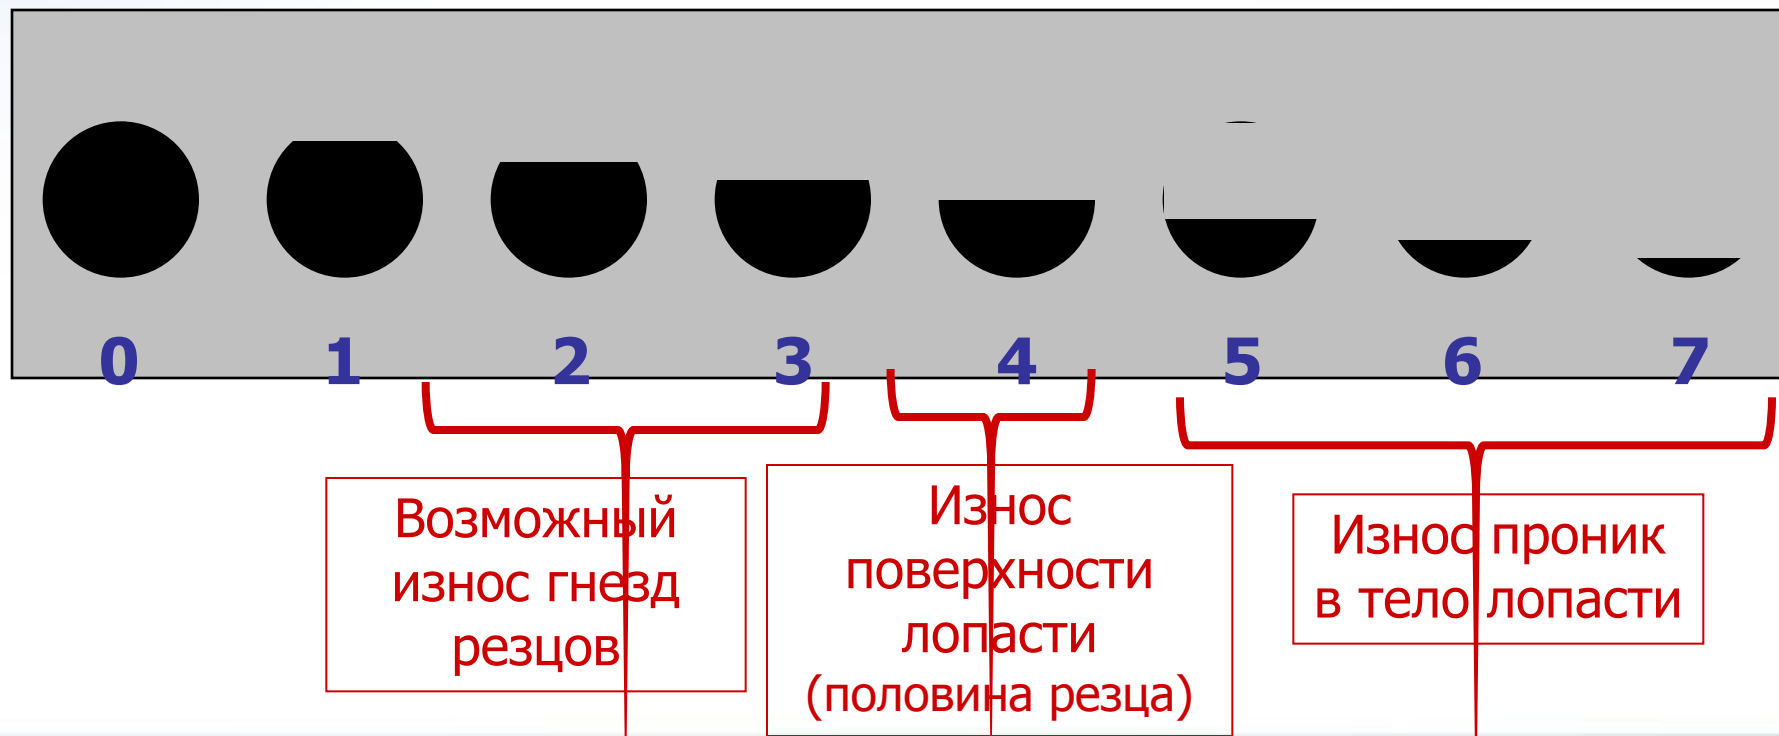 0 1 2 3 4 5 6 7
Возможный
износ гнезд
резцов
Износ
поверхности
лопасти
(половина резца)
Износ проник
в тело лопасти